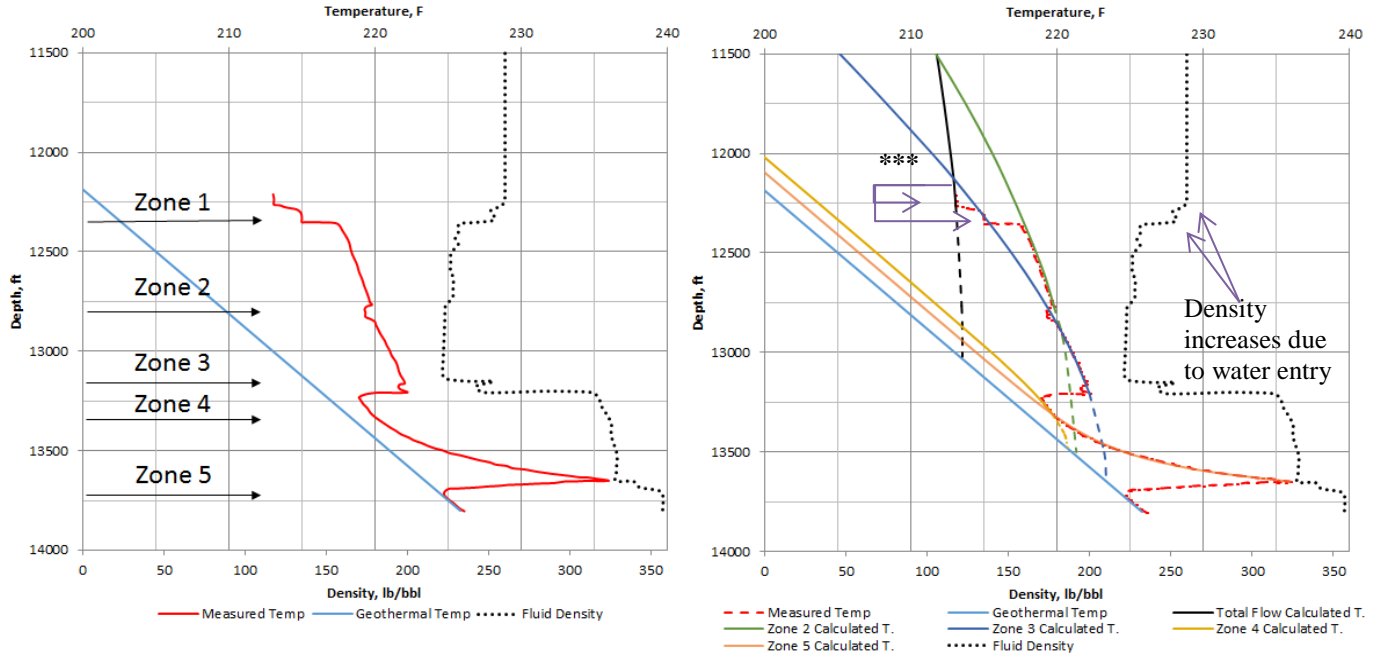 Temperature, F
200 210 220 230 240
11500
12000
12500
13000
13500
14000
Depth, ft
Zone 1
Zone 2
Zone 3
Zone 4
Zone 5
0 50 100 150 200 250 300 350
Density, lb/bbl
Measured Temp Geothermal Temp Fluid Density
Temperature, F
200 210 220 230 240
11500
12000
12500
13000
13500
14000
Depth, ft
***
Density
increases due
to water entry
0 50 100 150 200 250 300 350
Density, lb/bbl
Measured Temp Geothermal Temp Total Flow Calculated T.
Zone 2 Calculated T. Zone 3 Calculated T. Zone 4 Calculated T.
Zone 5 Calculated T. Fluid Density